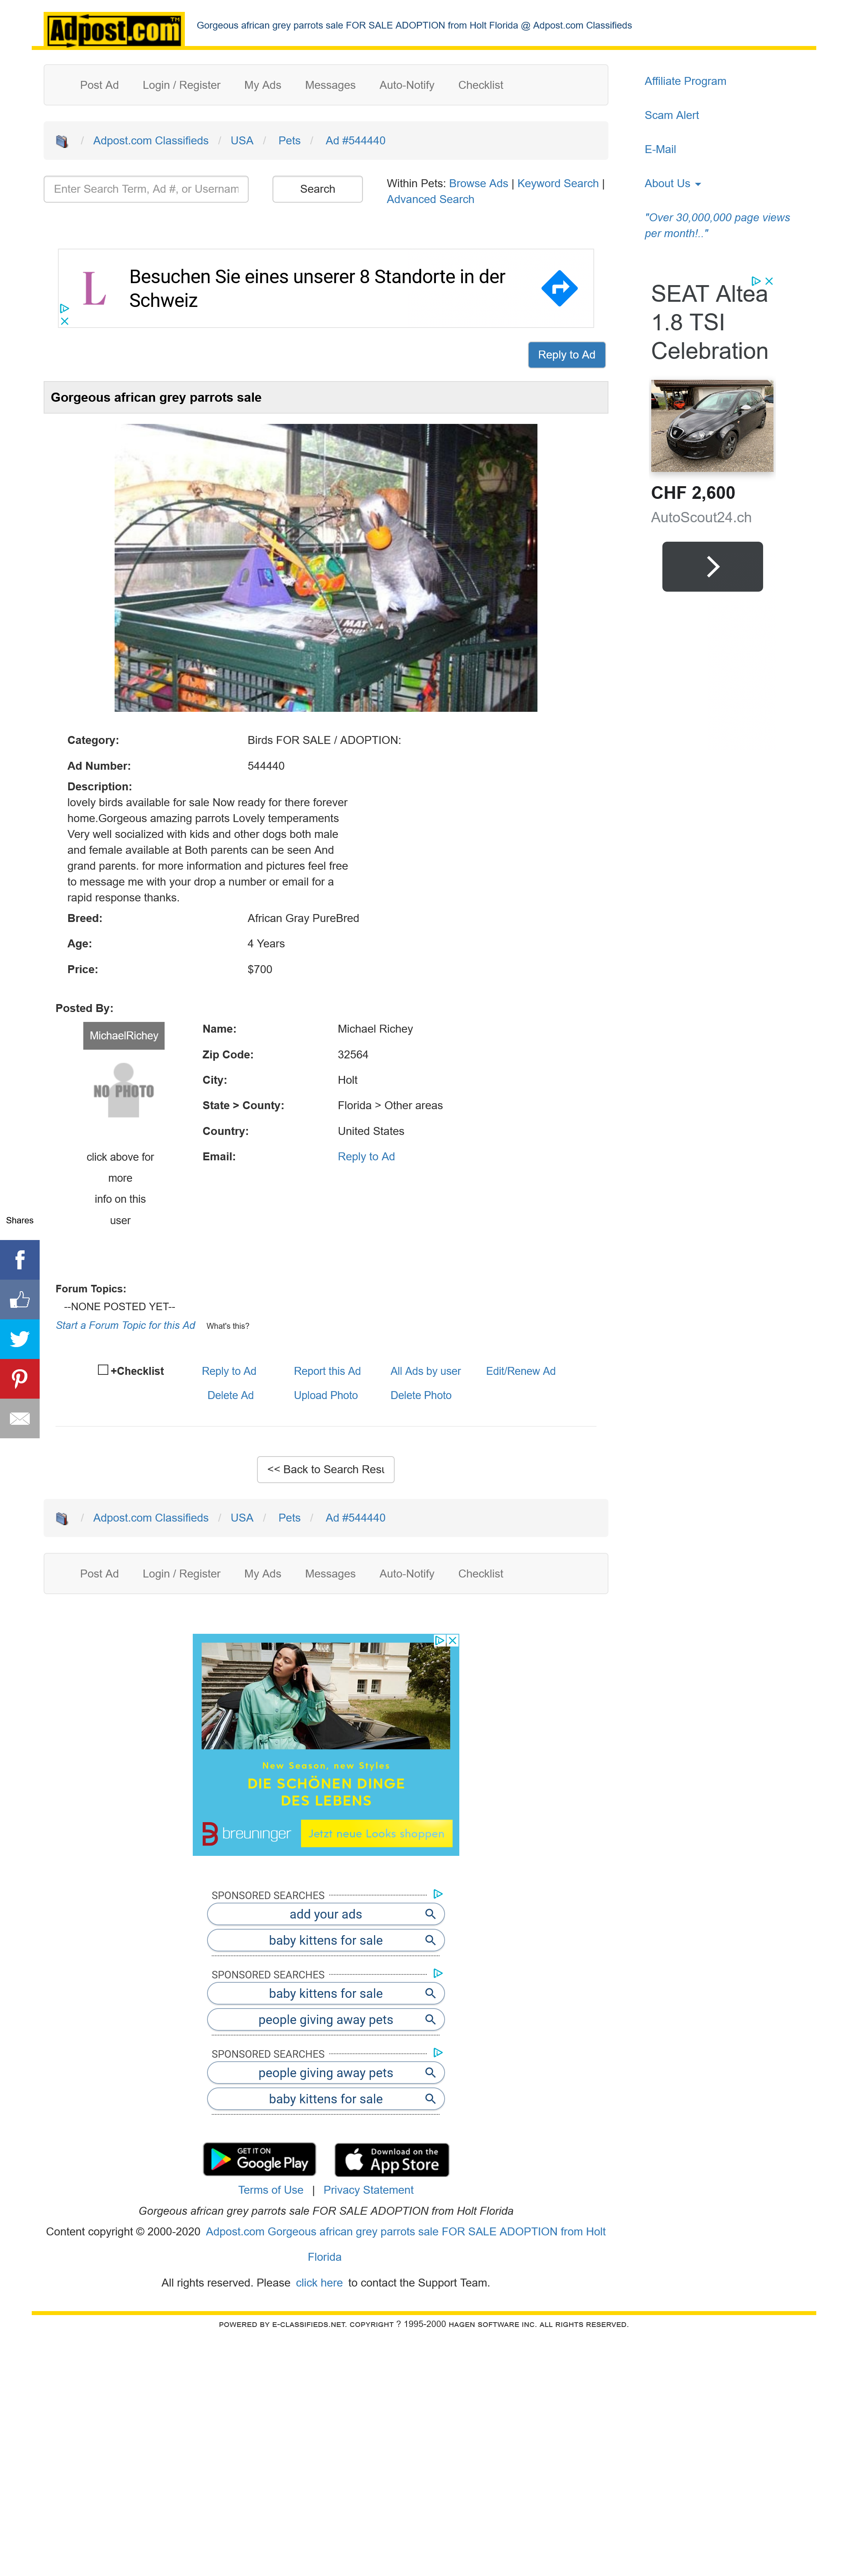 Adpost.com TM
Gorgeous african grey parrots sale FOR SALE ADOPTION from Holt Florida @ Adpost.com Classifieds
Post Ad Login / Register My Ads Messages Auto-Notify Checklist
/ Adpost.com Classifieds / USA / Pets / Ad #544440
Enter Search Term, Ad #, or Usernam
Search
Within Pets: Browse Ads | Keyword Search |
Advanced Search
Affiliate Program
Scam Alert
E-Mail
About Us
"Over 30,000,000 page views
per month!.."
L
Besuchen Sie eines unserer 8 Standorte in der
Schweiz
SEAT Altea
1.8 TSI
Celebration
CHF 2,600
AutoScout24.ch
Reply to Ad
Gorgeous african grey parrots sale
Category: Birds FOR SALE / ADOPTION:
Ad Number: 544440
Description:
lovely birds available for sale Now ready for there forever
home.Gorgeous amazing parrots Lovely temperaments
Very well socialized with kids and other dogs both male
and female available at Both parents can be seen And
grand parents. for more information and pictures feel free
to message me with your drop a number or email for a
rapid response thanks.
Breed: African Gray PureBred
Age: 4 Years
Price: $700
Posted By:
MichaelRichey
NO PHOTO
click above for
more
info on this
user
Name: Michael Richey
Zip Code: 32564
City: Holt
State > County: Florida > Other areas
Country: United States
Email: Reply to Ad
Shares
Forum Topics:
--NONE POSTED YET--
Start a Forum Topic for this Ad What's this?
+Checklist Reply to Ad Report this Ad All Ads by user Edit/Renew Ad
Delete Ad Upload Photo Delete Photo
<< Back to Search Resu
/ Adpost.com Classifieds / USA / Pets / Ad #544440
Post Ad Login / Register My Ads Messages Auto-Notify Checklist
New Season, new Styles
DIE SCHÖNEN DINGE
DES LEBENS
breuninger
Jetzt neue Looks shoppen
SPONSORED SEARCHES
add your ads
baby kittens for sale
SPONSORED SEARCHES
baby kittens for sale
people giving away pets
SPONSORED SEARCHES
people giving away pets
baby kittens for sale
GET IT ON
Google Play
Download on the
App Store
Terms of Use | Privacy Statement
Gorgeous african grey parrots sale FOR SALE ADOPTION from Holt Florida
Content copyright © 2000-2020 Adpost.com Gorgeous african grey parrots sale FOR SALE ADOPTION from Holt
Florida
All rights reserved. Please click here to contact the Support Team.
POWERED BY E-CLASSIFIEDS.NET. COPYRIGHT ? 1995-2000 HAGEN SOFTWARE INC. ALL RIGHTS RESERVED.